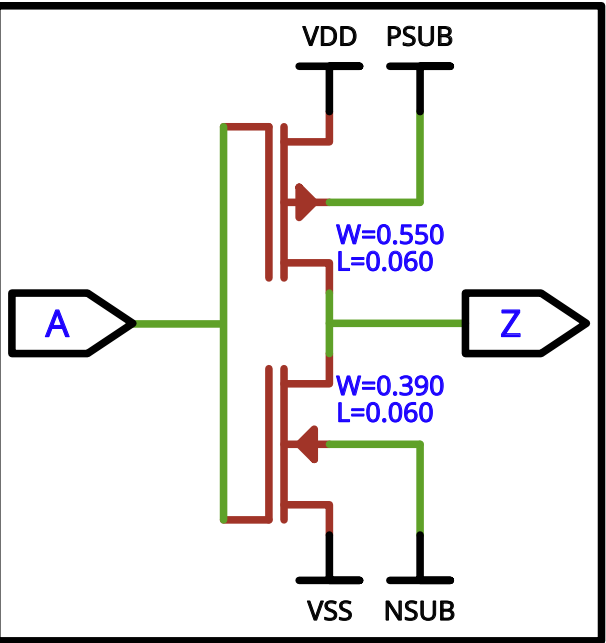 VDD PSUB
W=0.550
L=0.060
A
Z
W=0.390
L=0.060
VSS NSUB